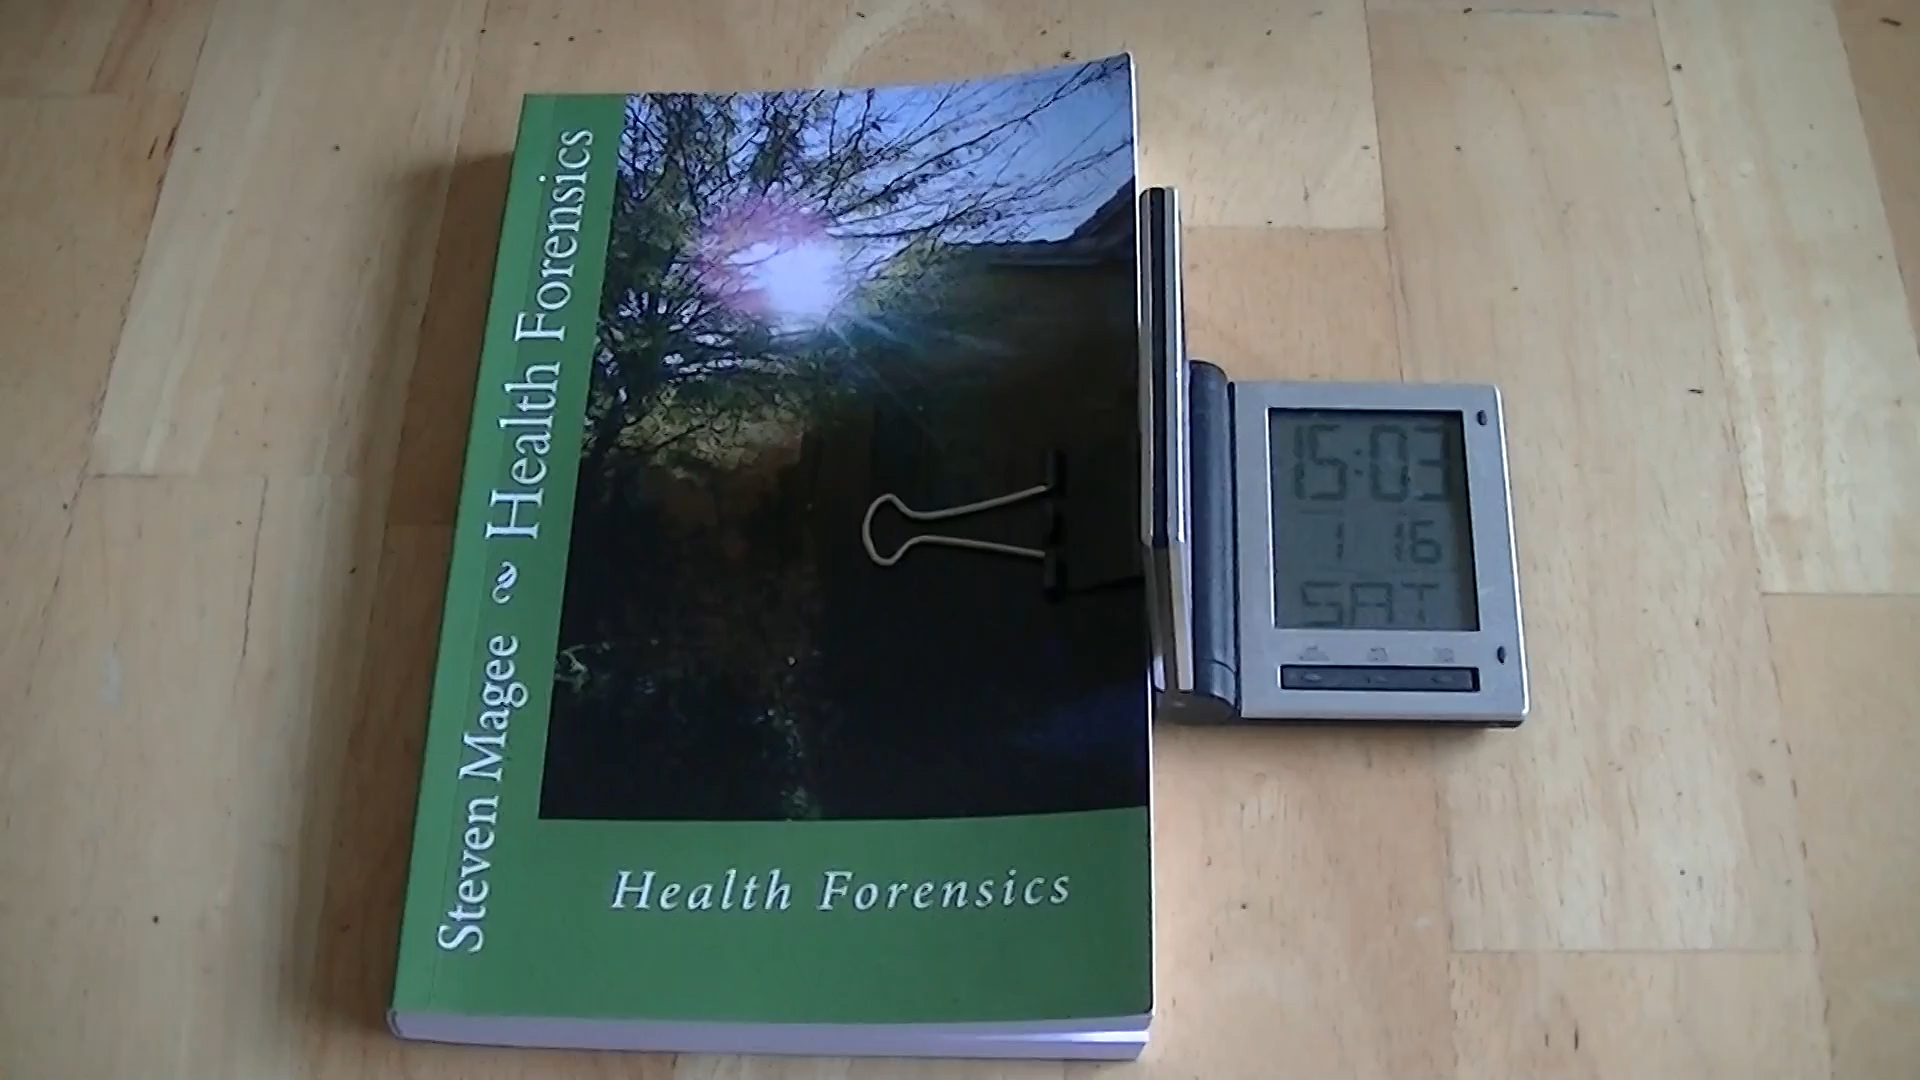 Steven Magee ~ Health Forensics
Health Forensics
15:03
1 16
SAT